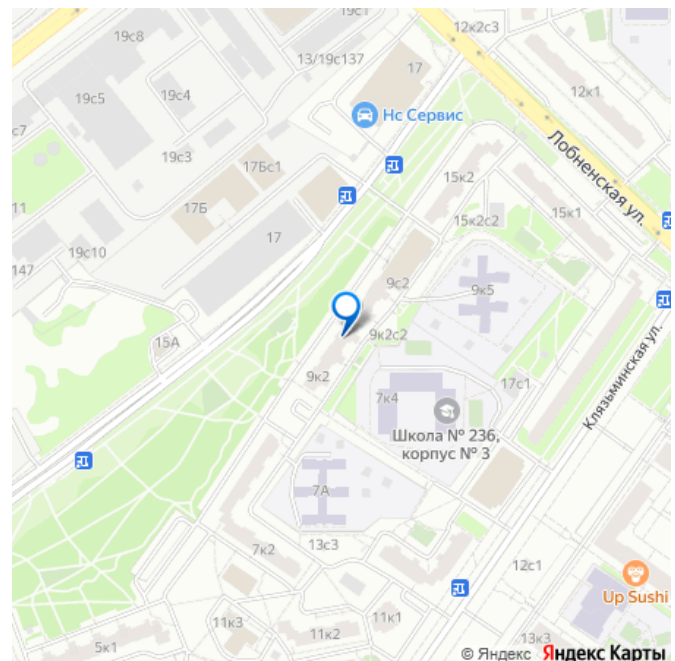 19с1
12к2с3
19с8
13/19с137
17
12к1
19с5
19с4
Нс Сервис
с7
19с3
17Бс1
Лобненская ул.
15к2
11
17Б
15к2с2
15к1
17
19с10
147
9с2
9к5
15А
9к2с2
Клязьминская ул.
9к2
7к4
17с1
Школа № 236,
корпус № 3
7А
7к2
13с3
12с1
Up Sushi
11к3
11к1
11к2
13к3
5к1
© Яндекс Яндекс Карты